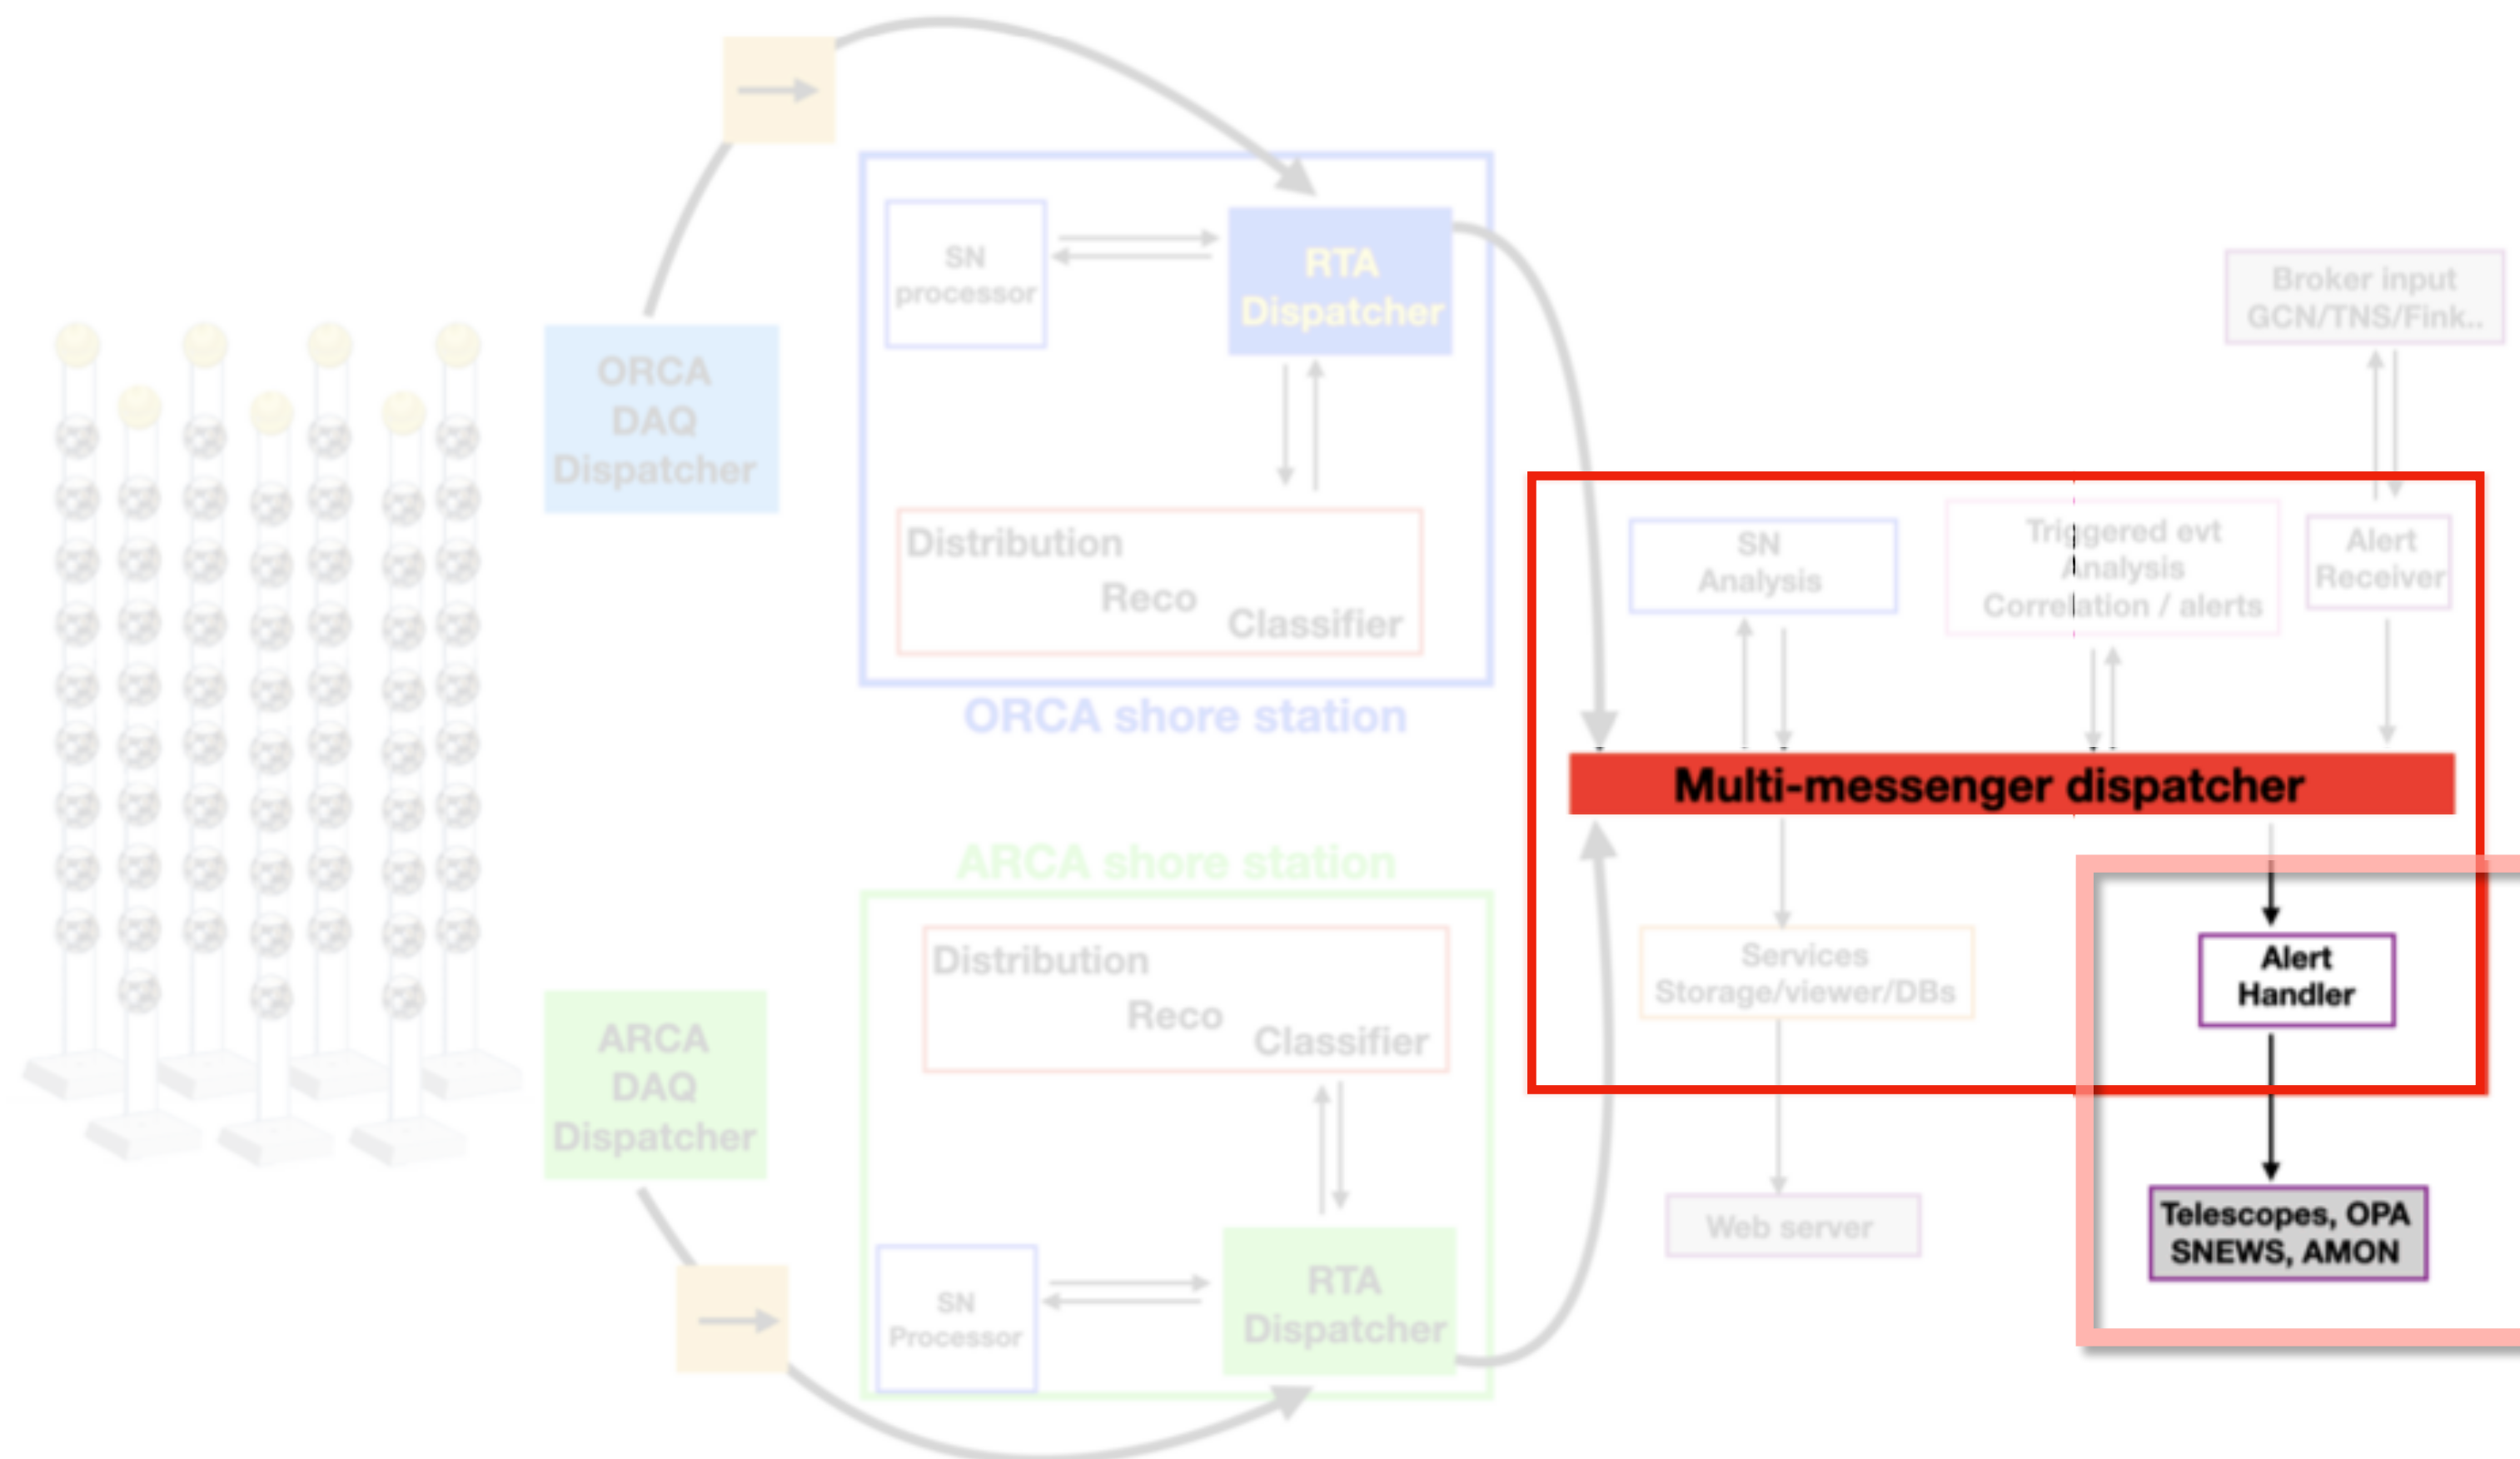 SN
processor
RTA
Dispatcher
Broker input
GCN/TNS/Fink..
ORCA
DAQ
Dispatcher
Distribution
Reco
Classifier
ORCA shore station
SN
Analysis
Triggered evt
Analysis
Correlation / alerts
Alert
Receiver
Multi-messenger dispatcher
ARCA shore station
Distribution
Reco
Classifier
ARCA
DAQ
Dispatcher
SN
Processor
RTA
Dispatcher
Services
Storage/viewer/DBs
Alert
Handler
Web server
Telescopes, OPA
SNEWS, AMON